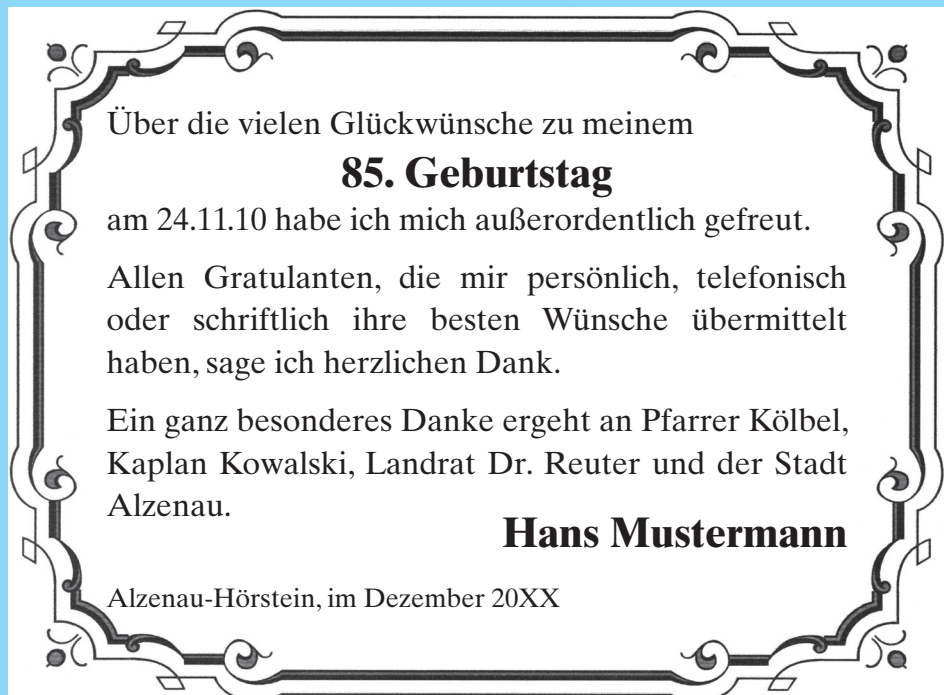 Über die vielen Glückwünsche zu meinem
85. Geburtstag
am 24.11.10 habe ich mich außerordentlich gefreut.
Allen Gratulanten, die mir persönlich, telefonisch
oder schriftlich ihre besten Wünsche übermittelt
haben, sage ich herzlichen Dank.
Ein ganz besonderes Danke ergeht an Pfarrer Kölbel,
Kaplan Kowalski, Landrat Dr. Reuter und der Stadt
Alzenau.
Hans Mustermann
Alzenau-Hörstein, im Dezember 20XX